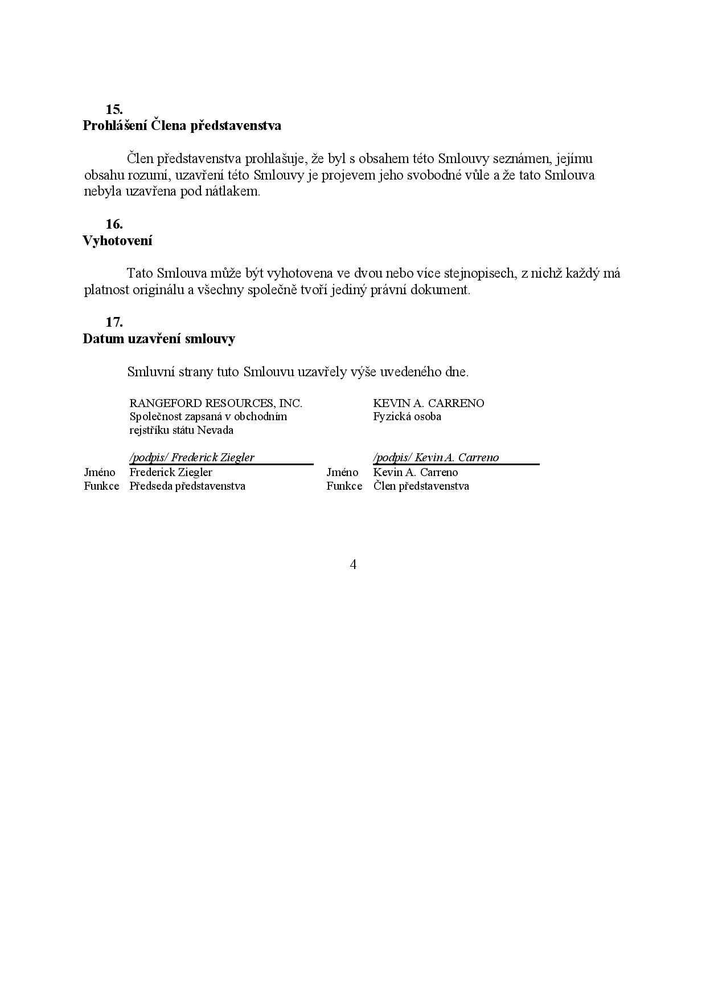 15.
Prohlášení Člena představenstva
Člen představenstva prohlašuje, že byl s obsahem této Smlouvy seznámen, jejímu
obsahu rozumí, uzavření této Smlouvy je projevem jeho svobodné vůle a že tato Smlouva
nebyla uzavřena pod nátlakem.
16.
Vyhotovení
Tato Smlouva může být vyhotovena ve dvou nebo více stejnopisech, z nichž každý má
platnost originálu a všechny společně tvoří jediný právní dokument.
17.
Datum uzavření smlouvy
Smluvní strany tuto Smlouvu uzavřely výše uvedeného dne.
RANGEFORD RESOURCES, INC. KEVIN A. CARRENO
Společnost zapsaná v obchodním Fyzická osoba
rejstříku státu Nevada
/podpis/ Frederick Ziegler /podpis/ Kevin A. Carreno
Jméno Frederick Ziegler Jméno Kevin A. Carreno
Funkce Předseda představenstva Funkce Člen představenstva
4